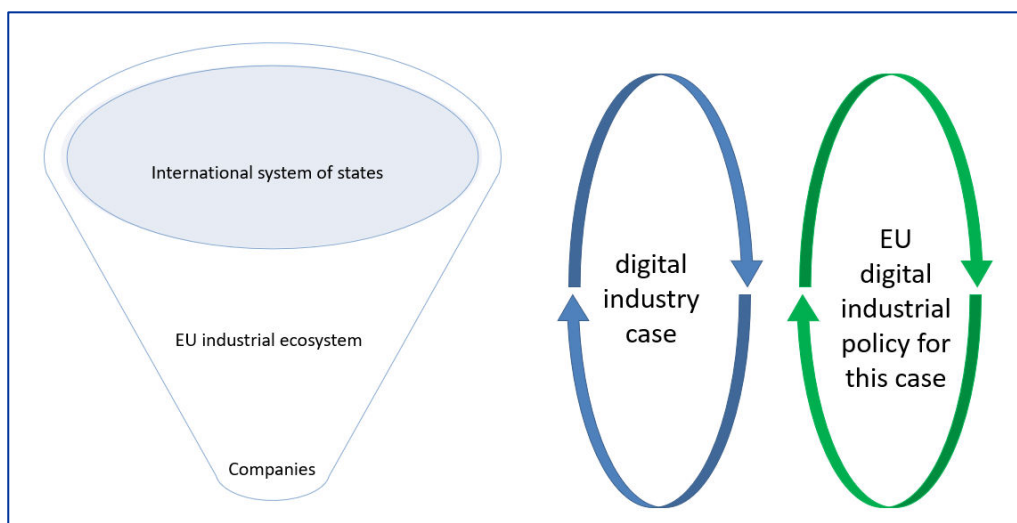 International system of states
EU industrial ecosystem
Companies
digital
industry
case
EU
digital
industrial
policy for
this case